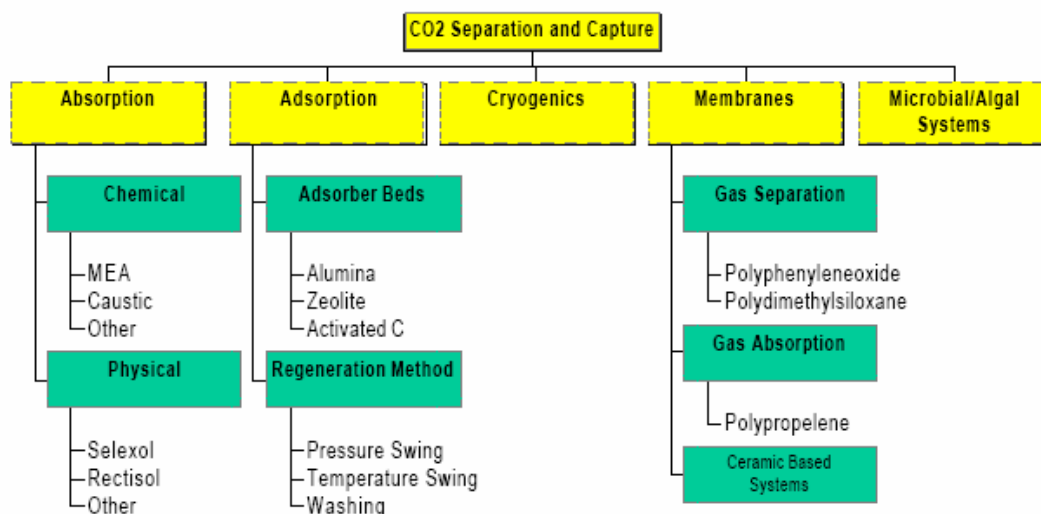 CO2 Separation and Capture
Absorption
Adsorption
Cryogenics
Membranes
Microbial/Algal
Systems
Chemical
MEA
Caustic
Other
Physical
Selexol
Rectisol
Other
Adsorber Beds
Alumina
Zeolite
Activated C
Regeneration Method
Pressure Swing
Temperature Swing
Washing
Gas Separation
Polyphenyleneoxide
Polydimethylsiloxane
Gas Absorption
Polypropelene
Ceramic Based
Systems